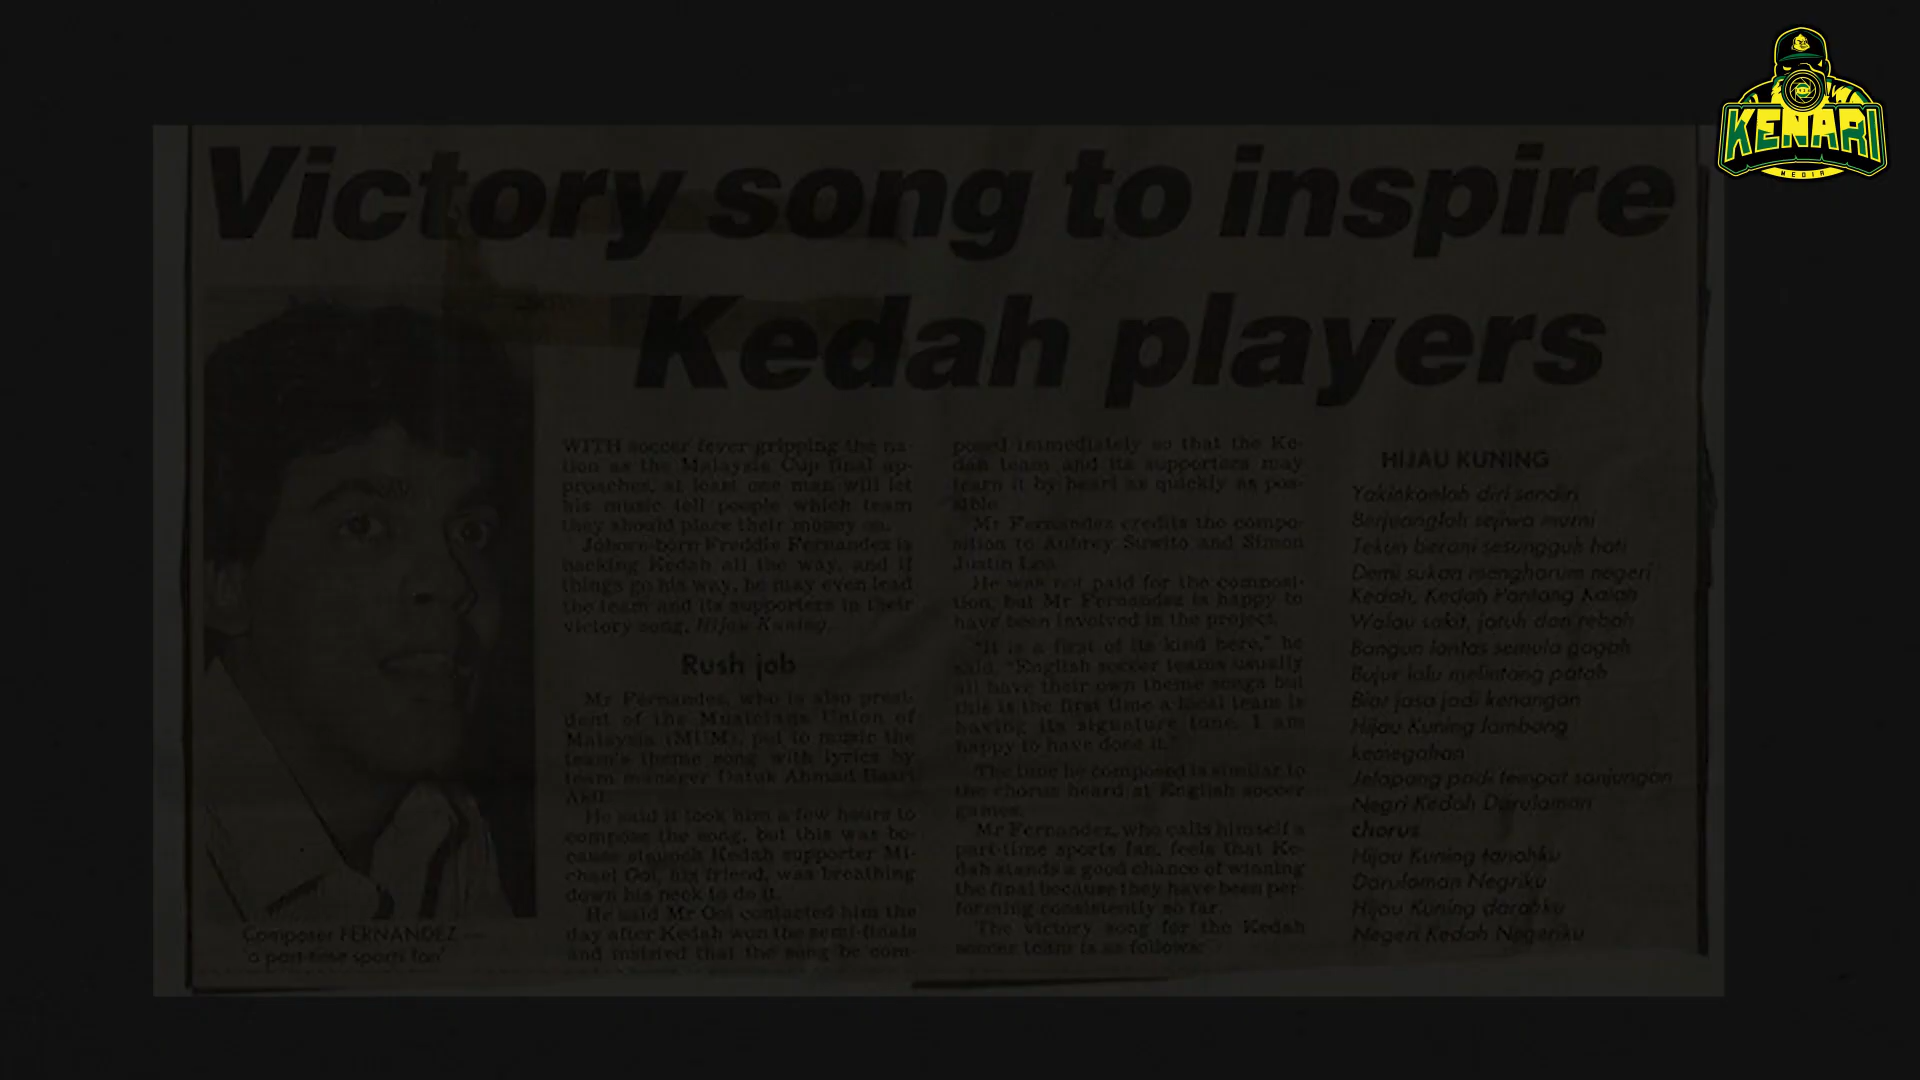 KENARI
MEDIA
Victory song to inspire
Kedah players
WITH soccer fever gripping the na-
tion as the Malaysia Cup final ap-
proaches, at least one man will let
his music tell people which team
they should place their money on.
Johore-born Freddie Fernandez is
backing Kedah all the way, and if
things go his way, he may even lead
the team and its supporters in their
victory song, Hijau Kuning.
Rush job
Mr Fernandez, who is also presi-
dent of the Musicians Union of
Malaysia (MUM), put to music the
team's theme song with lyrics by
team manager Datuk Ahmad Basri
Akil.
He said it took him a few hours to
compose the song, but this was be-
cause staunch Kedah supporter Mi-
chael Ooi, his friend, was breathing
down his neck to do it.
He said Mr Ooi contacted him the
day after Kedah won the semi-finals
and insisted that the song be com-
posed immediately so that the Ke-
dah team and its supporters may
learn it by heart as quickly as pos-
sible.
Mr Fernandez credits the compo-
sition to Aubrey Suwito and Simon
Justin Leo.
He was not paid for the composi-
tion, but Mr Fernandez is happy to
have been involved in the project.
"It is a first of its kind here," he
said. "English soccer teams usually
all have their own theme songs but
this is the first time a local team is
having its signature tune. I am
happy to have done it."
The tune he composed is similar to
the chorus heard at English soccer
games.
Mr Fernandez, who calls himself a
part-time sports fan, feels that Ke-
dah stands a good chance of winning
the final because they have been per-
forming consistently so far.
The victory song for the Kedah
soccer team is as follows:
HIJAU KUNING
Yakinkanlah diri sendiri
Berjuanglah sejiwa murni
Tekun berani sesungguh hati
Demi sukan mengharum negeri
Kedah, Kedah Pantang Kalah
Walau sakit, jatuh dan rebah
Bangun lantas semula gagah
Bujur lalu melintang patah
Biar jasa jadi kenangan
Hijau Kuning lambang
kemegahan
Jelapang padi tempat sanjungan
Negri Kedah Darulaman
chorus
Hijau Kuning tanahku
Darulaman Negriku
Hijau Kuning darahku
Negeri Kedah Negeriku
Composer FERNANDEZ —
'a part-time sports fan'